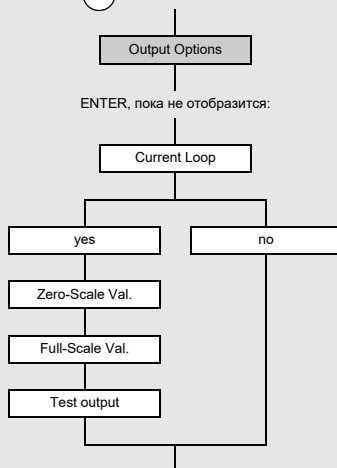 Output Options
ENTER, пока не отобразится:
Current Loop
yes
no
Zero-Scale Val.
Full-Scale Val.
Test output